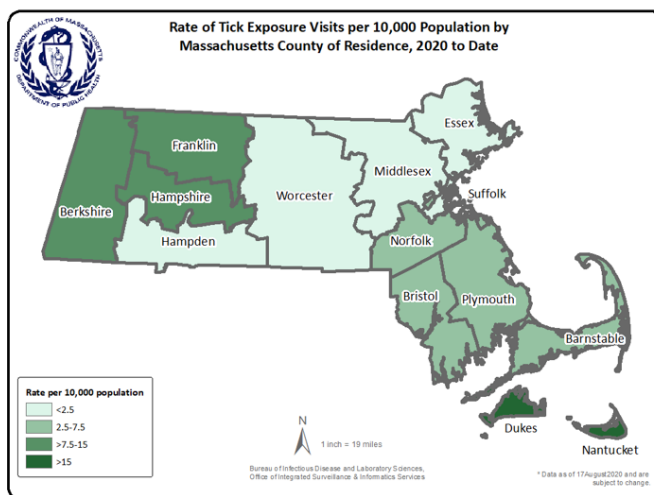 Rate of Tick Exposure Visits per 10,000 Population by
Massachusetts County of Residence, 2020 to Date
COMMONWEALTH OF MASSACHUSETTS
DEPARTMENT OF PUBLIC HEALTH
Essex
Franklin
Middlesex
Suffolk
Hampshire
Worcester
Berkshire
Hampden
Norfolk
Bristol
Plymouth
Barnstable
Dukes
Nantucket
Rate per 10,000 population
<2.5
2.5-7.5
>7.5-15
>15
N
1 inch = 19 miles
Bureau of Infectious Disease and Laboratory Sciences,
Office of Integrated Surveillance & Informatics Services
* Data as of 17August2020 and are
subject to change.